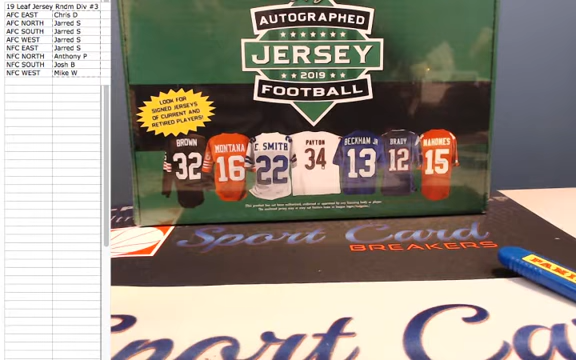 19 Leaf Jersey Rndm Div #3
AFC EAST Chris D
AFC NORTH Jarred S
AFC SOUTH Jarred S
AFC WEST Jarred S
NFC EAST Jarred S
NFC NORTH Anthony P
NFC SOUTH Josh B
NFC WEST Mike W
AUTOGRAPHED
JERSEY
2019
FOOTBALL
LOOK FOR
SIGNED JERSEYS
OF CURRENT AND
RETIRED PLAYERS!
BROWN
32
MONTANA
16
E SMITH
22
PAYTON
34
BECKHAM JR
13
BRADY
12
MAHOMES
15
Sport Card
BREAKERS
PANINI
Sport Ca